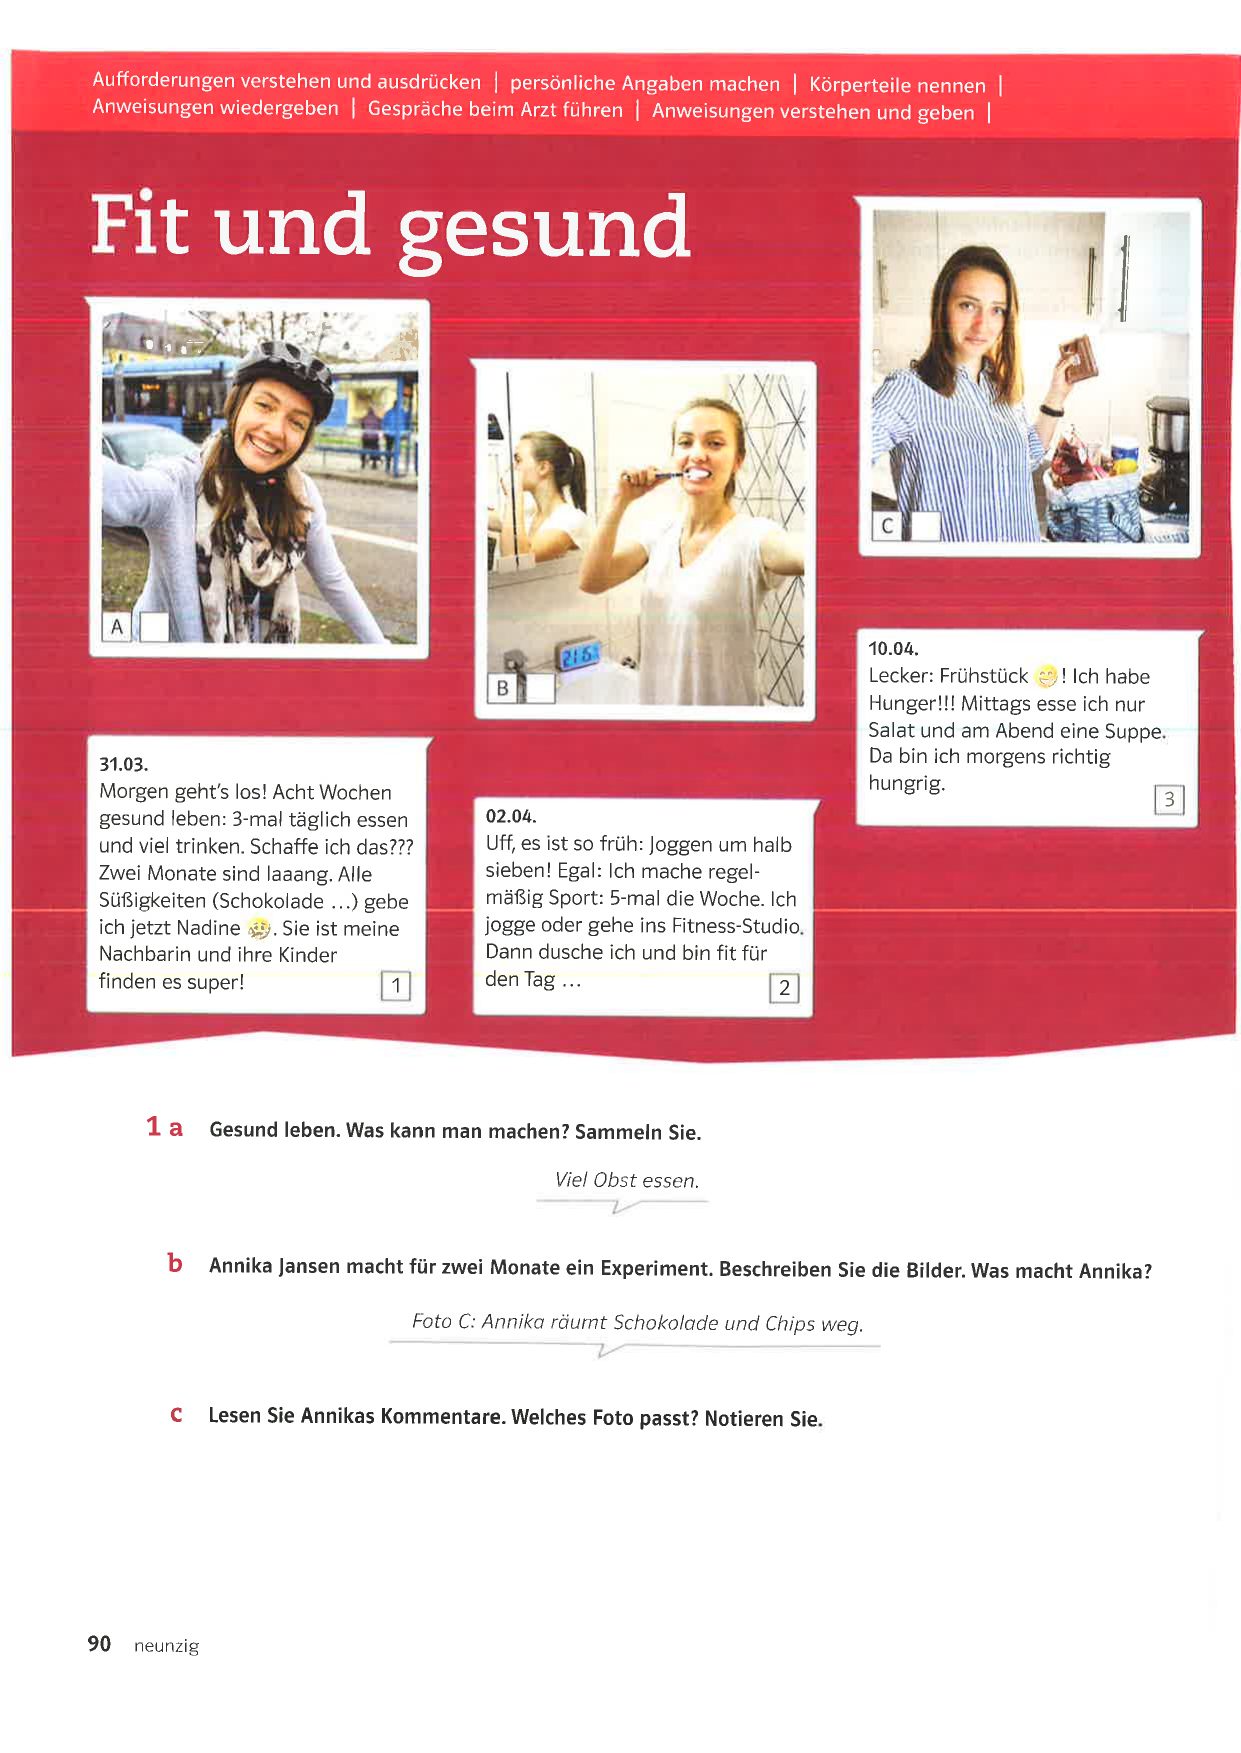 Aufforderungen verstehen und ausdrücken | persönliche Angaben machen | Körperteile nennen |
Anweisungen wiedergeben | Gespräche beim Arzt führen | Anweisungen verstehen und geben |
Fit und gesund
A
B
C
31.03.
Morgen geht's los! Acht Wochen
gesund leben: 3-mal täglich essen
und viel trinken. Schaffe ich das???
Zwei Monate sind laaang. Alle
Süßigkeiten (Schokolade ...) gebe
ich jetzt Nadine 🤒. Sie ist meine
Nachbarin und ihre Kinder
finden es super!
1
02.04.
Uff, es ist so früh: Joggen um halb
sieben! Egal: Ich mache regel-
mäßig Sport: 5-mal die Woche. Ich
jogge oder gehe ins Fitness-Studio.
Dann dusche ich und bin fit für
den Tag ...
2
10.04.
Lecker: Frühstück 😁! Ich habe
Hunger!!! Mittags esse ich nur
Salat und am Abend eine Suppe.
Da bin ich morgens richtig
hungrig.
3
1 a Gesund leben. Was kann man machen? Sammeln Sie.
Viel Obst essen.
b Annika Jansen macht für zwei Monate ein Experiment. Beschreiben Sie die Bilder. Was macht Annika?
Foto C: Annika räumt Schokolade und Chips weg.
c Lesen Sie Annikas Kommentare. Welches Foto passt? Notieren Sie.
90 neunzig